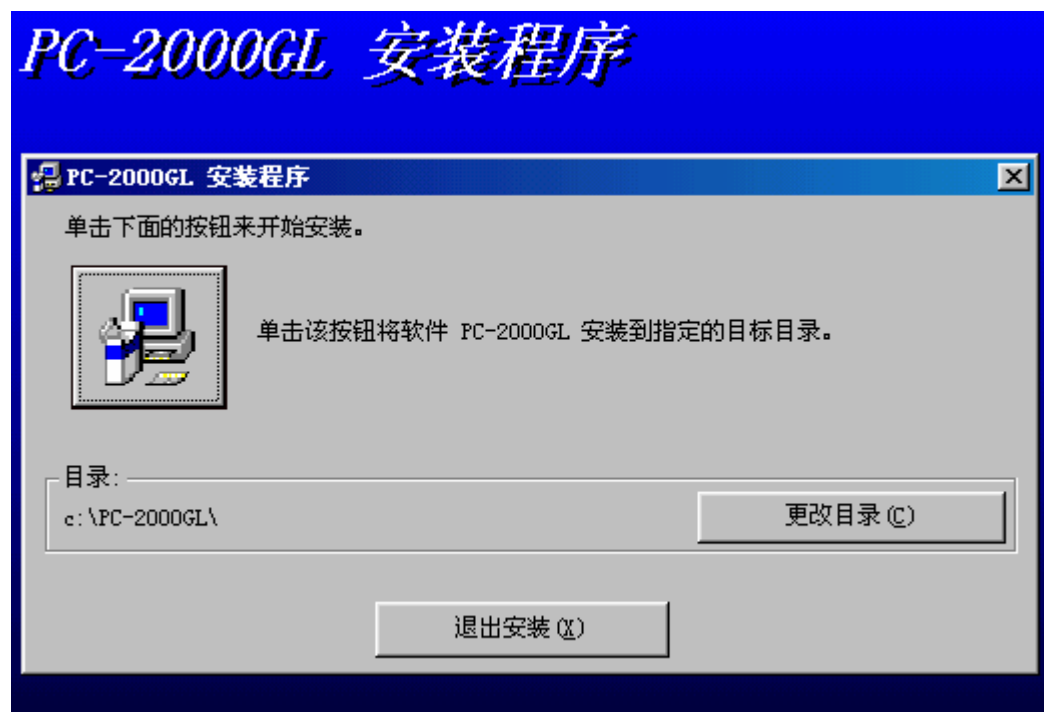 PC-2000GL 安装程序
PC-2000GL 安装程序
单击下面的按钮来开始安装。
单击该按钮将软件 PC-2000GL 安装到指定的目标目录。
目录:
c:\PC-2000GL\
更改目录(C)
退出安装(X)